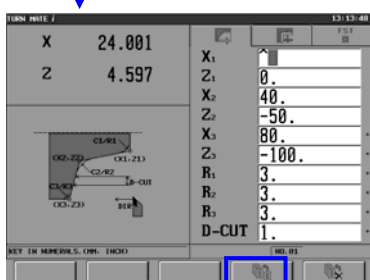 TURN MATE i 13:13:40
X 24.001
Z 4.597
FST
X₁ ^
Z₁ 0.
X₂ 40.
Z₂ -50.
X₃ 80.
Z₃ -100.
R₁ 3.
R₂ 3.
R₃ 3.
D-CUT 1.
C1/R1
(X2,Z2) (X1,Z1)
C2/R2
C3/R3 D-CUT
(X3,Z3) DIR
KEY IN NUMERALS. (MM, INCH) NO.01